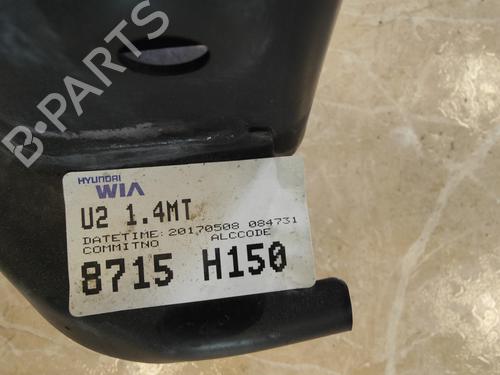 B-PARTS
HYUNDAI
WIA
U2 1.4MT
DATETIME:20170508 084731
COMMITNO ALCCODE
8715 H150